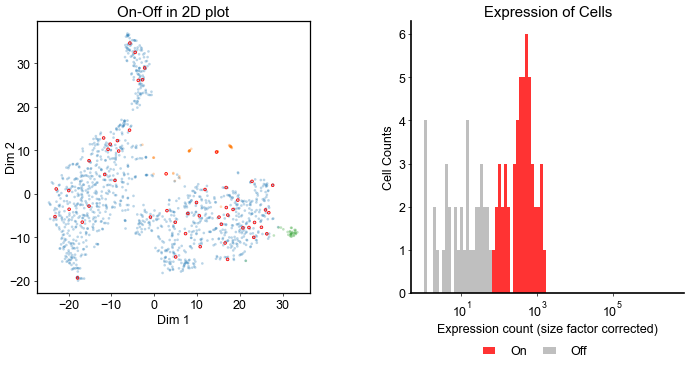 On-Off in 2D plot
Dim 2
30
20
10
0
−10
−20
−20 −10 0 10 20 30
Dim 1
Expression of Cells
Cell Counts
6
5
4
3
2
1
0
10^1 10^3 10^5
Expression count (size factor corrected)
On Off